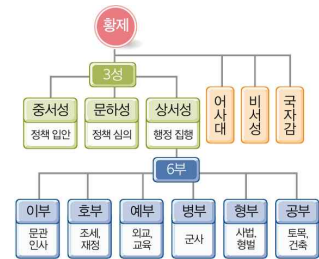 황제
3성
중서성
정책 입안
문하성
정책 심의
상서성
행정 집행
어사대
비서성
국자감
6부
이부
문관
인사
호부
조세,
재정
예부
외교,
교육
병부
군사
형부
사법,
형벌
공부
토목,
건축